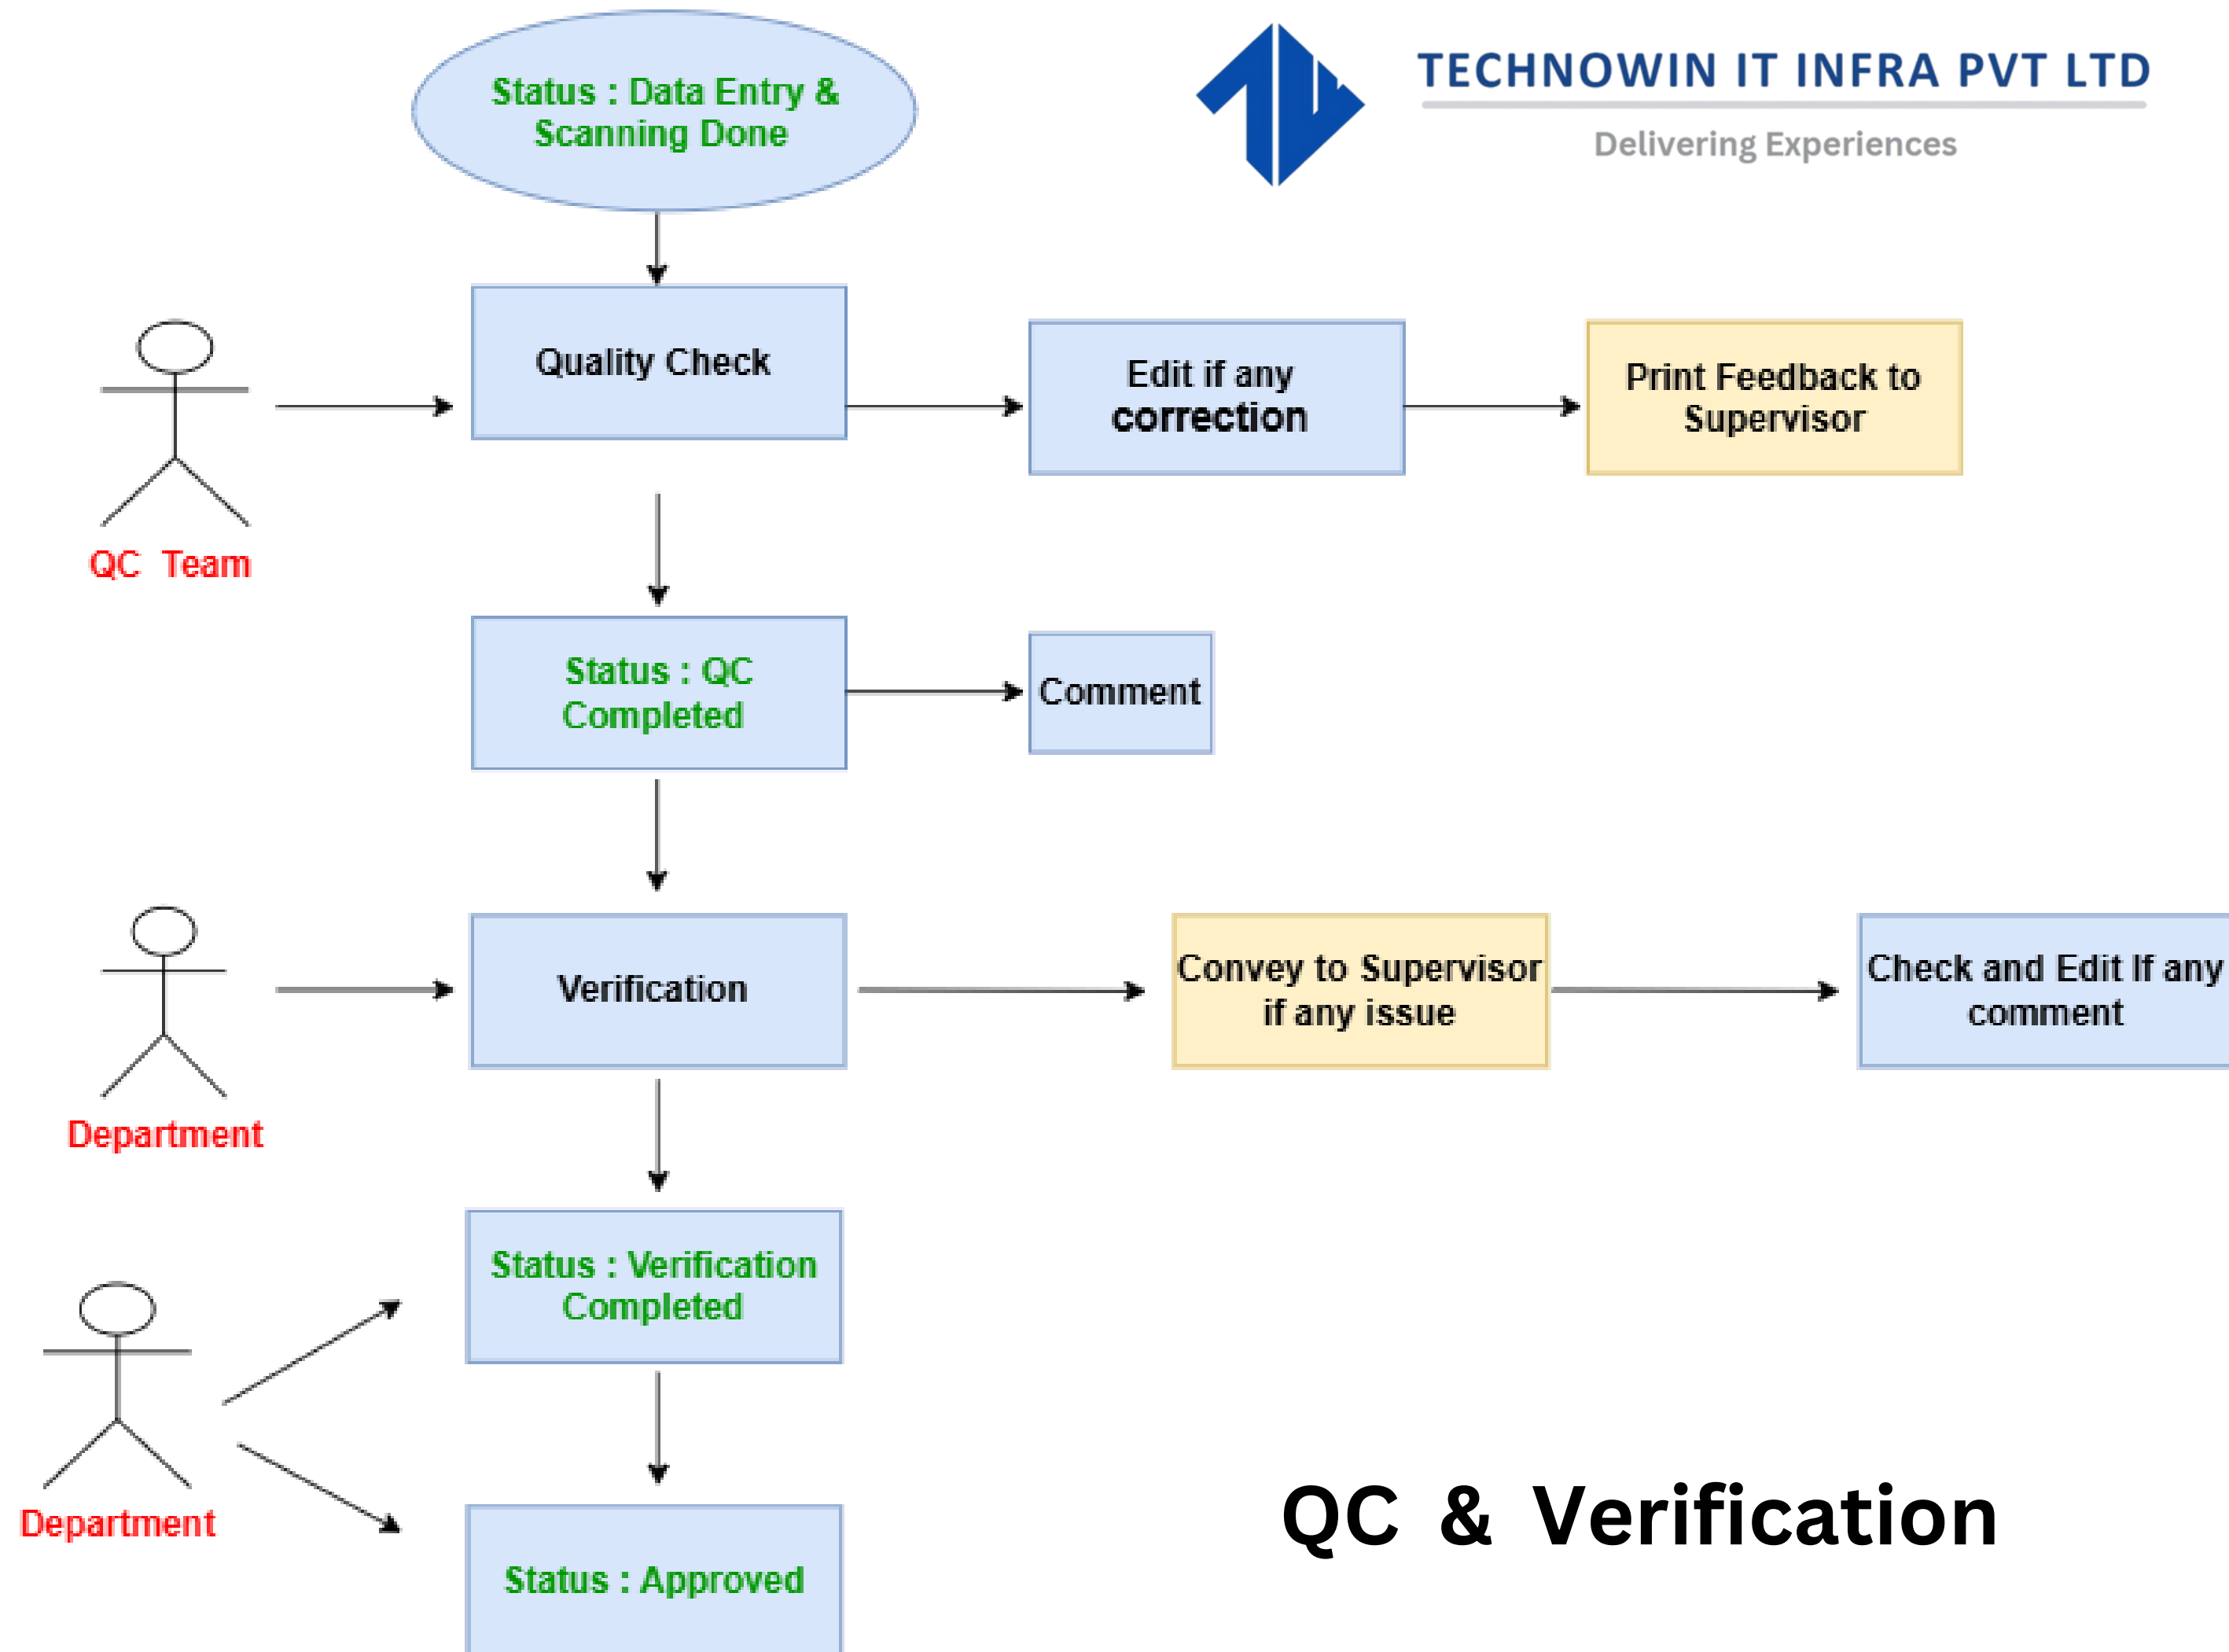 Status : Data Entry &
Scanning Done
TECHNOWIN IT INFRA PVT LTD
Delivering Experiences
Quality Check
Edit if any
correction
Print Feedback to
Supervisor
QC Team
Status : QC
Completed
Comment
Verification
Convey to Supervisor
if any issue
Check and Edit If any
comment
Department
Status : Verification
Completed
Department
Status : Approved
QC & Verification